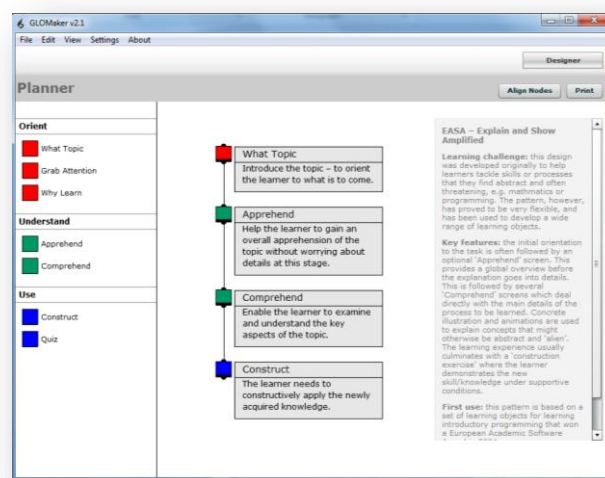 GLOMaker v2.1
File Edit View Settings About
Designer
Planner
Align Nodes Print
Orient
What Topic
Grab Attention
Why Learn
Understand
Apprehend
Comprehend
Use
Construct
Quiz
What Topic
Introduce the topic – to orient
the learner to what is to come.
Apprehend
Help the learner to gain an
overall apprehension of the
topic without worrying about
details at this stage.
Comprehend
Enable the learner to examine
and understand the key
aspects of the topic.
Construct
The learner needs to
constructively apply the newly
acquired knowledge.
EASA – Explain and Show
Amplified
Learning challenge: this design
was developed originally to help
learners tackle skills or processes
that they find abstract and often
threatening, e.g. mathmatics or
programming. The pattern, however,
has proved to be very flexible, and
has been used to develop a wide
range of learning objects.
Key features: the initial orientation
to the task is often followed by an
optional 'Apprehend' screen. This
provides a global overview before
the explanation goes into details.
This is followed by several
'Comprehend' screens which deal
directly with the main details of the
process to be learned. Concrete
illustration and animations are used
to explain concepts that might
otherwise be abstract and 'alien'.
The learning experience usually
culminates with a 'construction
exercise' where the learner
demonstrates the new
skill/knowledge under supportive
conditions.
First use: this pattern is based on a
set of learning objects for learning
introductory programming that won
a European Academic Software